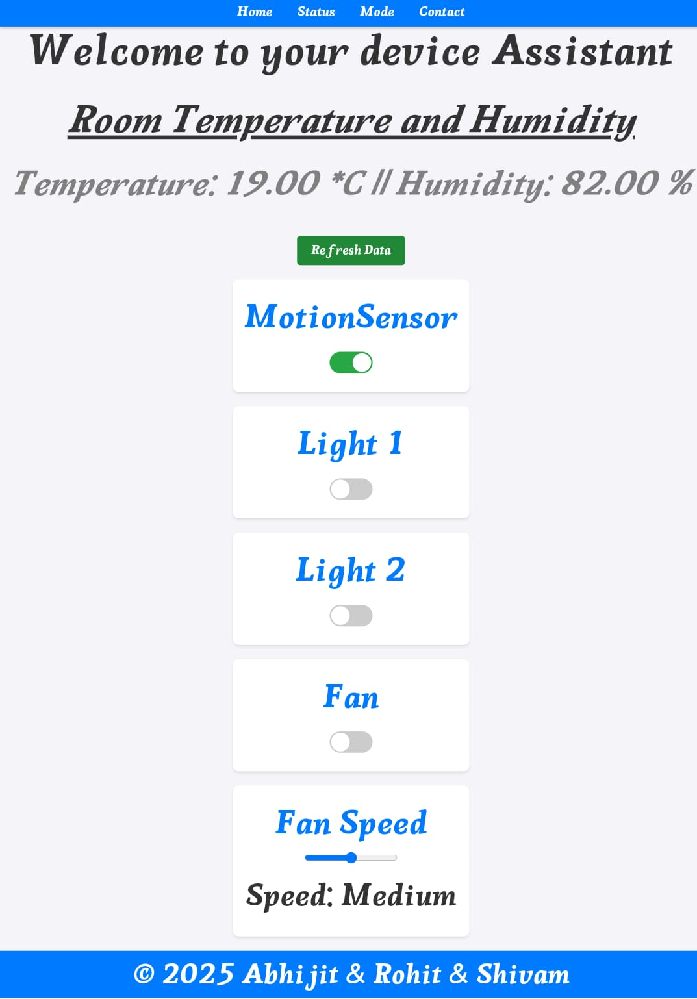 Home Status Mode Contact
Welcome to your device Assistant
Room Temperature and Humidity
Temperature: 19.00 *C || Humidity: 82.00 %
Refresh Data
MotionSensor
Light 1
Light 2
Fan
Fan Speed
Speed: Medium
© 2025 Abhijit & Rohit & Shivam